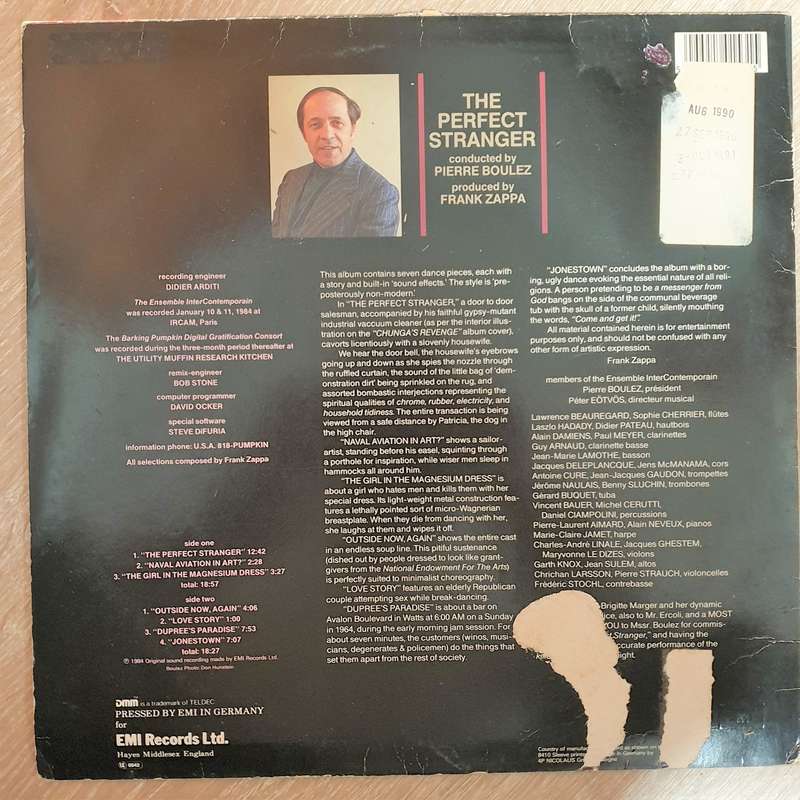 THE
PERFECT
STRANGER
conducted by
PIERRE BOULEZ
produced by
FRANK ZAPPA
AUG 1990
recording engineer
DIDIER ARDITI
The Ensemble InterContemporain
was recorded January 10 & 11, 1984 at
IRCAM, Paris
The Barking Pumpkin Digital Gratification Consort
was recorded during the three-month period thereafter at
THE UTILITY MUFFIN RESEARCH KITCHEN
remix-engineer
BOB STONE
computer programmer
DAVID OCKER
special software
STEVE DiFURIA
information phone: U.S.A. 818-PUMPKIN
All selections composed by Frank Zappa
side one
1. "THE PERFECT STRANGER" 12:42
2. "NAVAL AVIATION IN ART?" 2:28
3. "THE GIRL IN THE MAGNESIUM DRESS" 3:27
total: 18:57
side two
1. "OUTSIDE NOW, AGAIN" 4:06
2. "LOVE STORY" 1:00
3. "DUPREE'S PARADISE" 7:53
4. "JONESTOWN" 7:07
total: 18:27
℗ 1984 Original sound recording made by EMI Records Ltd.
Boulez Photo: Don Hunstein
DMM™ is a trademark of TELDEC
PRESSED BY EMI IN GERMANY
for
EMI Records Ltd.
Hayes Middlesex England
This album contains seven dance pieces, each with
a story and built-in 'sound effects.' The style is 'pre-
posterously non-modern.'
In "THE PERFECT STRANGER," a door to door
salesman, accompanied by his faithful gypsy-mutant
industrial vacuum cleaner (as per the interior illus-
tration on the "CHUNGA'S REVENGE" album cover),
cavorts licentiously with a slovenly housewife.
We hear the door bell, the housewife's eyebrows
going up and down as she spies the nozzle through
the ruffled curtain, the sound of the little bag of 'dem-
onstration dirt' being sprinkled on the rug, and
assorted bombastic interjections representing the
spiritual qualities of chrome, rubber, electricity, and
household tidiness. The entire transaction is being
viewed from a safe distance by Patricia, the dog in
the high chair.
"NAVAL AVIATION IN ART?" shows a sailor-
artist, standing before his easel, squinting through
a porthole for inspiration, while wiser men sleep in
hammocks all around him.
"THE GIRL IN THE MAGNESIUM DRESS" is
about a girl who hates men and kills them with her
special dress. Its light-weight metal construction fea-
tures a lethally pointed sort of micro-Wagnerian
breastplate. When they die from dancing with her,
she laughs at them and wipes it off.
"OUTSIDE NOW, AGAIN" shows the entire cast
in an endless soup line. This pitiful sustenance
(dished out by people dressed to look like grant-
givers from the National Endowment For The Arts)
is perfectly suited to minimalist choreography.
"LOVE STORY" features an elderly Republican
couple attempting sex while break-dancing.
"DUPREE'S PARADISE" is about a bar on
Avalon Boulevard in Watts at 6:00 AM on a Sunday
in 1964, during the early morning jam session. For
about seven minutes, the customers (winos, mus-
cians, degenerates & policemen) do the things that
set them apart from the rest of society.
"JONESTOWN" concludes the album with a bor-
ing, ugly dance evoking the essential nature of all reli-
gions. A person pretending to be a messenger from
God bangs on the side of the communal beverage
tub with the skull of a former child, silently mouthing
the words, "Come and get it!".
All material contained herein is for entertainment
purposes only, and should not be confused with any
other form of artistic expression.
Frank Zappa
members of the Ensemble InterContemporain
Pierre BOULEZ, président
Péter EÖTVÖS, directeur musical
Lawrence BEAUREGARD, Sophie CHERRIER, flûtes
Laszlo HADADY, Didier PATEAU, hautbois
Alain DAMIENS, Paul MEYER, clarinettes
Guy ARNAUD, clarinette basse
Jean-Marie LAMOTHE, basson
Jacques DELEPLANCQUE, Jens McMANAMA, cors
Antoine CURE, Jean-Jacques GAUDON, trompettes
Jérôme NAULAIS, Benny SLUCHIN, trombones
Gérard BUQUET, tuba
Vincent BAUER, Michel CERUTTI,
Daniel CIAMPOLINI, percussions
Pierre-Laurent AIMARD, Alain NEVEUX, pianos
Marie-Claire JAMET, harpe
Charles-André LINALE, Jacques GHESTEM,
Maryvonne LE DIZES, violons
Garth KNOX, Jean SULEM, altos
Chrichan LARSSON, Pierre STRAUCH, violoncelles
Frédéric STOCHL, contrebasse
Brigitte Marger and her dynamic
also to Mr. Ercoli, and a MOST
YOU to Mssr. Boulez for commis-
Stranger," and having the
accurate performance of the
Country of
8410 Sleeve Germany by
4P NICOLAUS